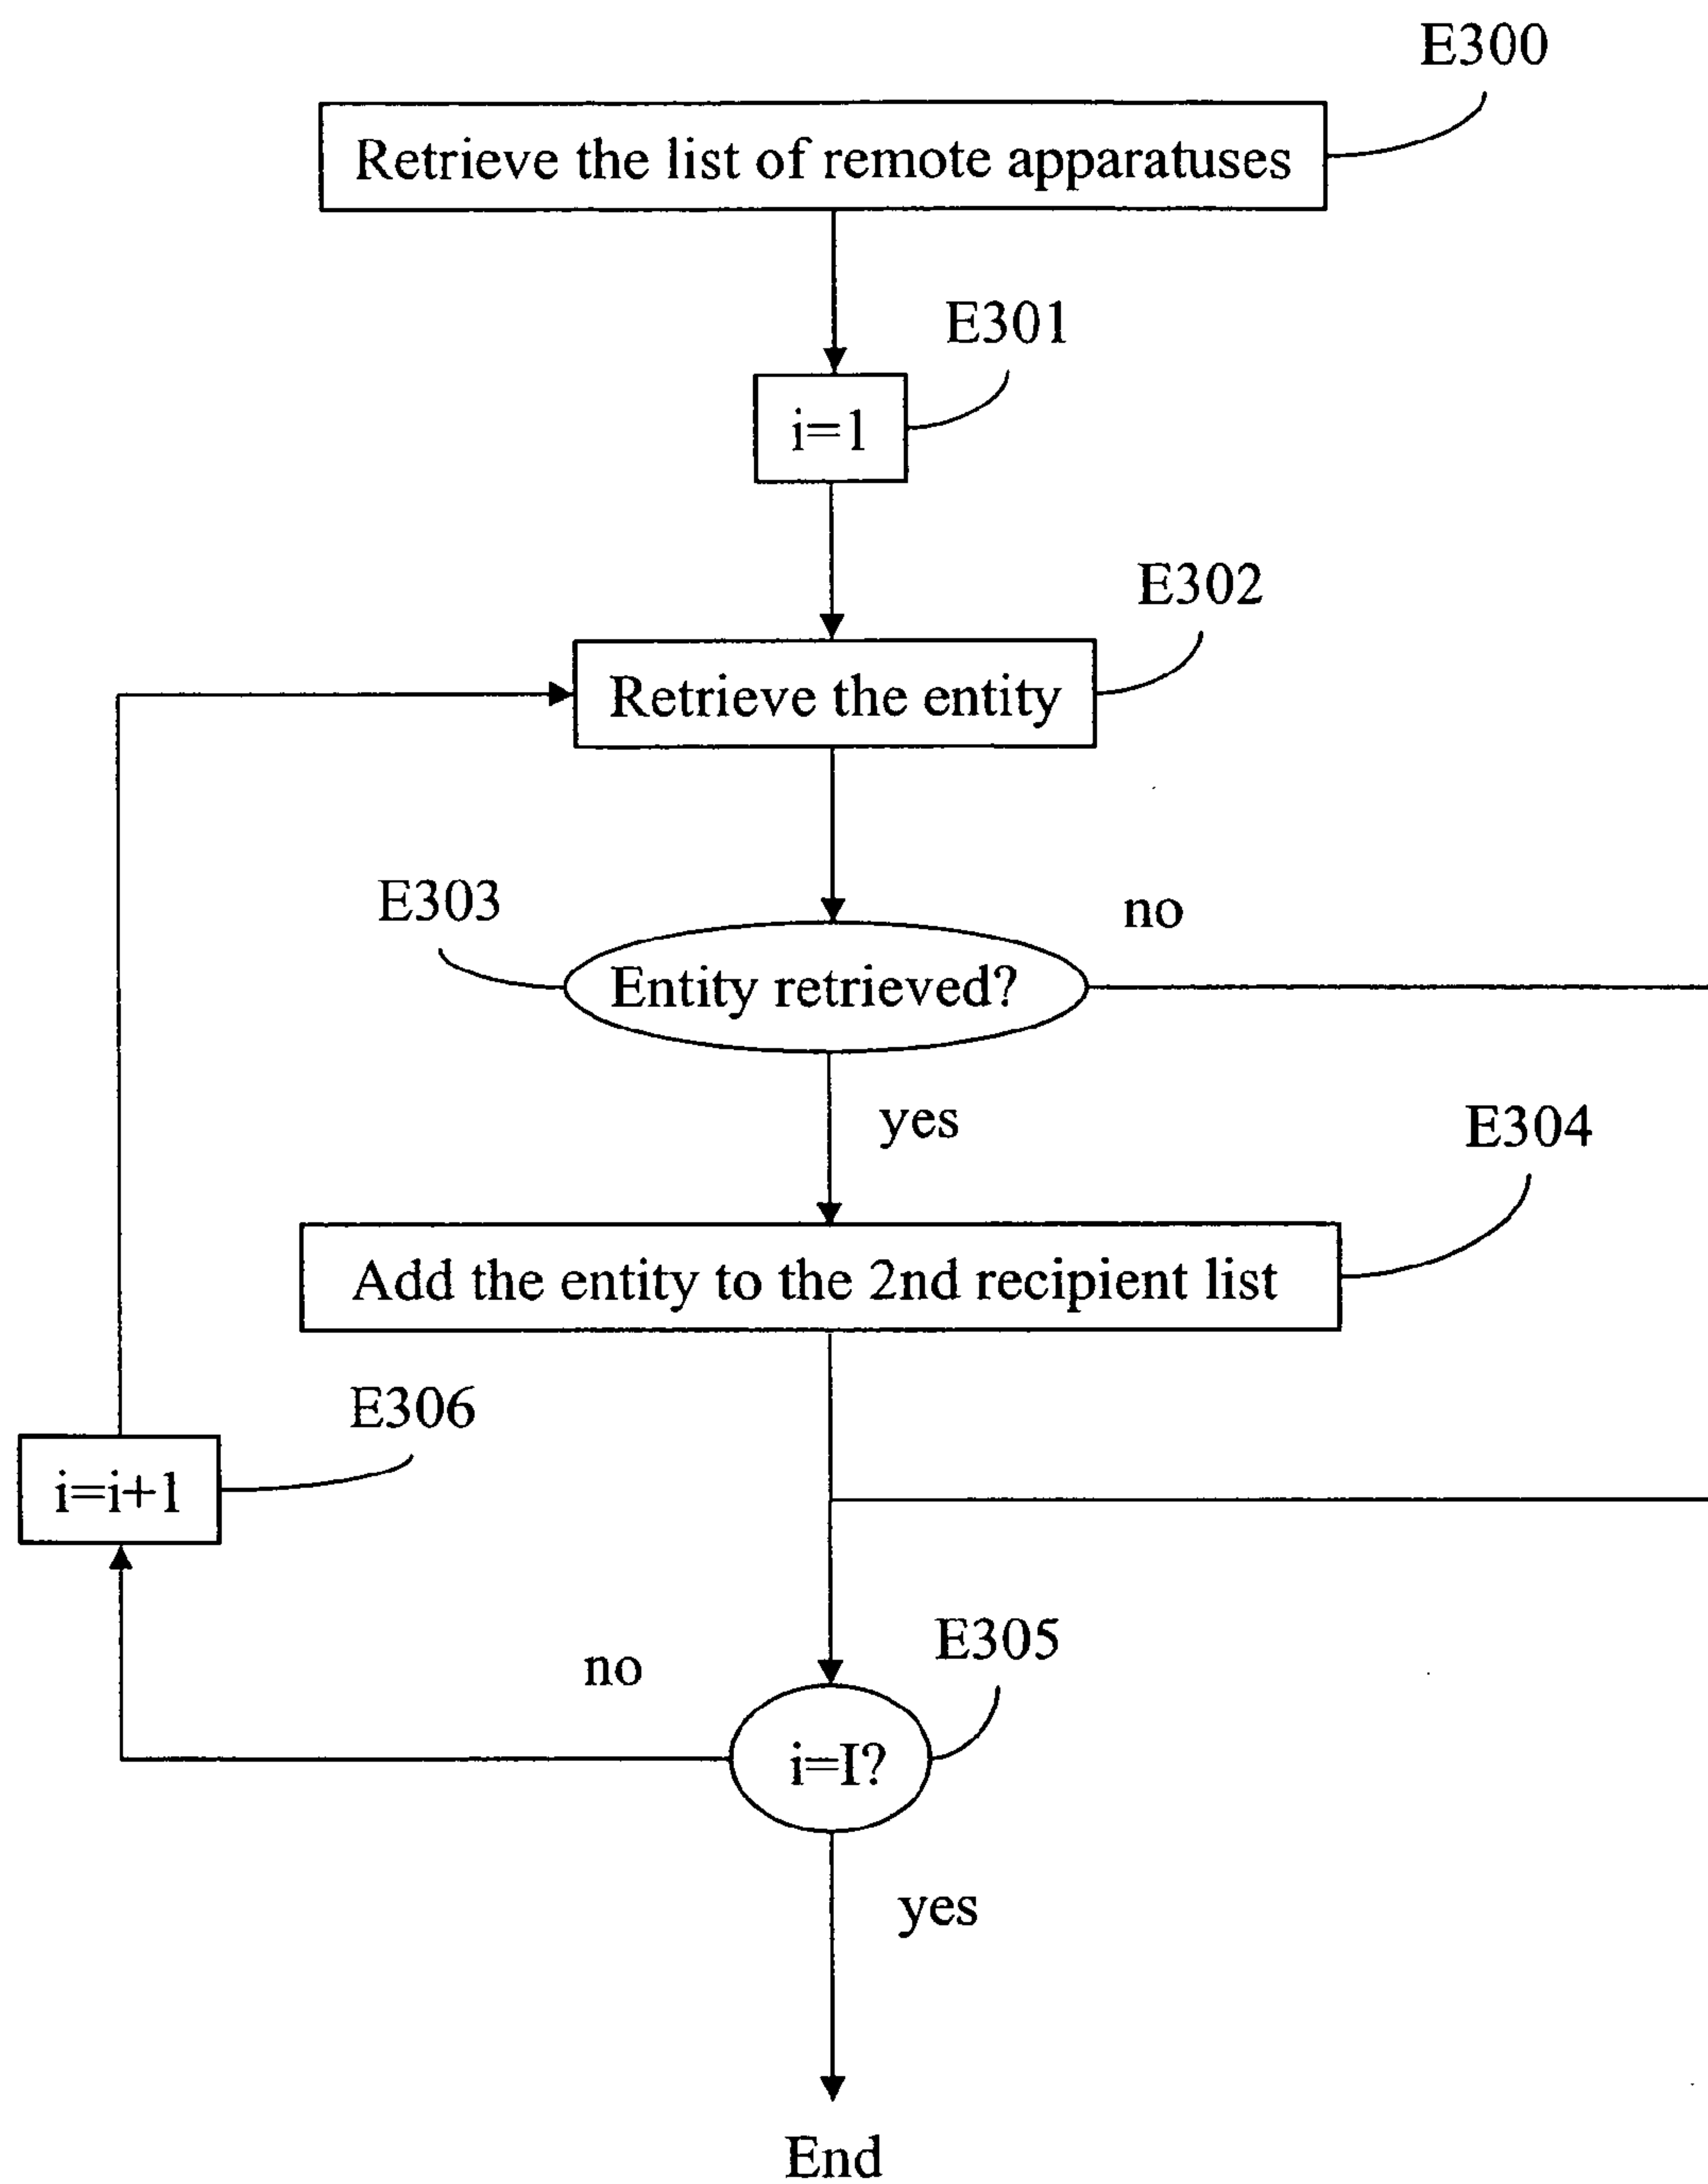 E300
Retrieve the list of remote apparatuses
E301
i=1
E302
Retrieve the entity
E303
no
Entity retrieved?
yes
E304
Add the entity to the 2nd recipient list
E306
i=i+1
E305
no
i=I?
yes
End